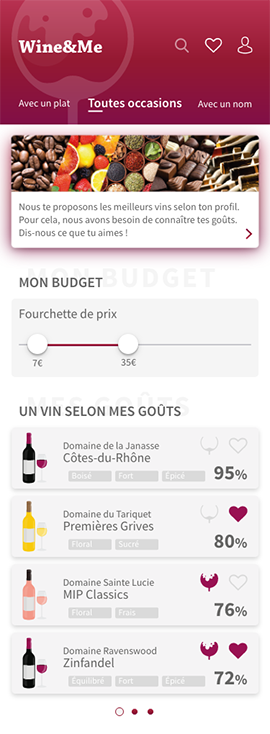 Wine&Me
Avec un plat Toutes occasions Avec un nom
Nous te proposons les meilleurs vins selon ton profil.
Pour cela, nous avons besoin de connaître tes goûts.
Dis-nous ce que tu aimes !
MON BUDGET
MON BUDGET
Fourchette de prix
7€ 35€
MES GOÛTS
UN VIN SELON MES GOÛTS
Domaine de la Janasse
Côtes-du-Rhône
Boisé Fort Épicé
95%
Domaine du Tariquet
Premières Grives
Floral Sucré
80%
Domaine Sainte Lucie
MIP Classics
Floral Frais
76%
Domaine Ravenswood
Zinfandel
Équilibré Fort Épicé
72%